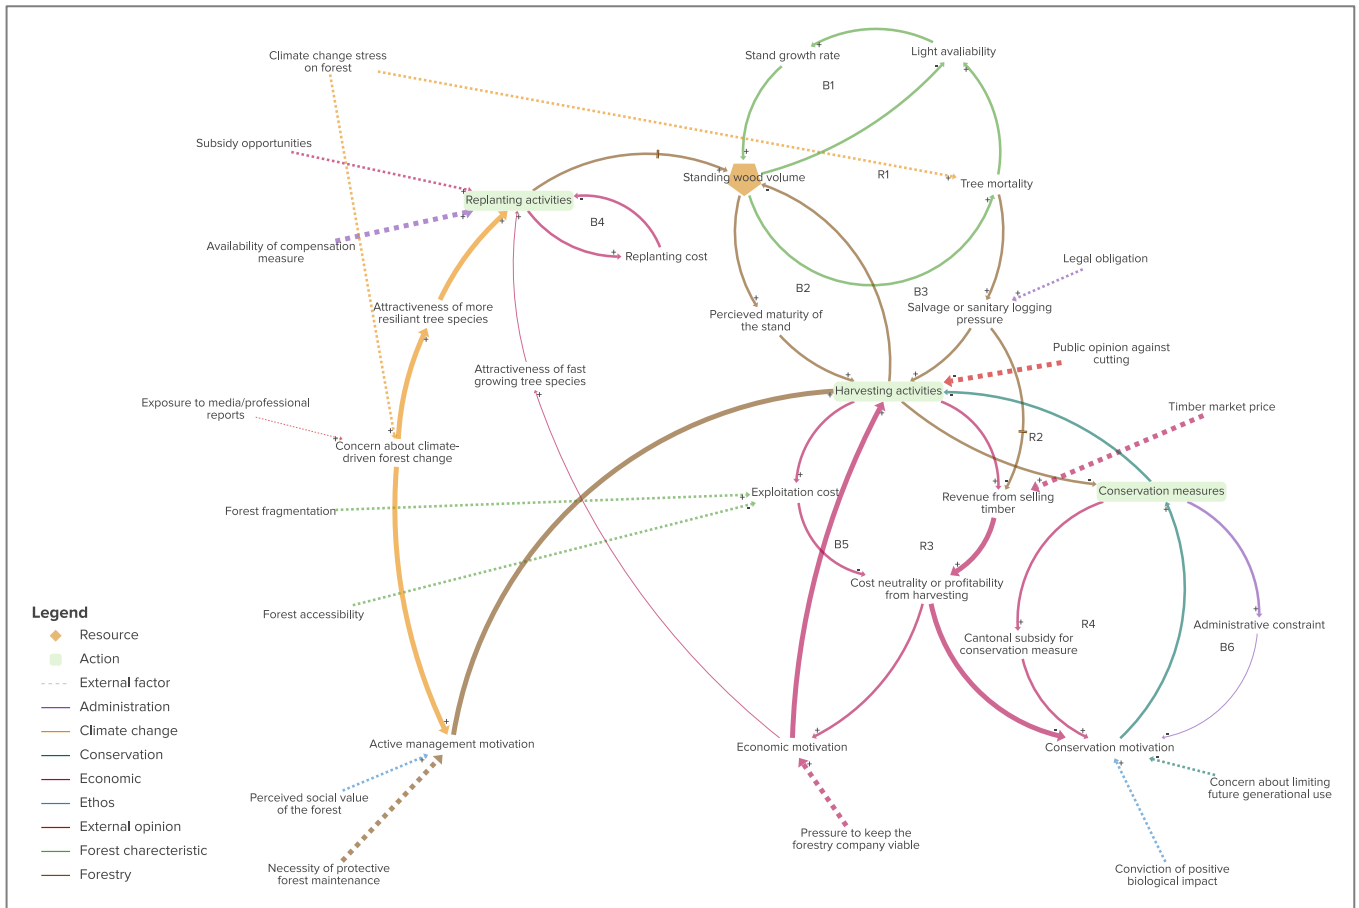 Climate change stress
on forest
Stand growth rate
Light avaliability
B1
Subsidy opportunities
Standing wood volume
R1
Tree mortality
Replanting activities
B4
Availability of compensation
measure
Replanting cost
Legal obligation
B2
B3
Attractiveness of more
resiliant tree species
Percieved maturity of
the stand
Salvage or sanitary logging
pressure
Public opinion against
cutting
Attractiveness of fast
growing tree species
Harvesting activities
Exposure to media/professional
reports
Timber market price
R2
Concern about climate-
driven forest change
Exploitation cost
Revenue from selling
timber
Conservation measures
Forest fragmentation
B5
R3
Cost neutrality or profitability
from harvesting
Forest accessibility
Cantonal subsidy for
conservation measure
R4
Administrative constraint
B6
Active management motivation
Economic motivation
Conservation motivation
Perceived social value
of the forest
Concern about limiting
future generational use
Pressure to keep the
forestry company viable
Necessity of protective
forest maintenance
Conviction of positive
biological impact
Legend
Resource
Action
External factor
Administration
Climate change
Conservation
Economic
Ethos
External opinion
Forest charecteristic
Forestry